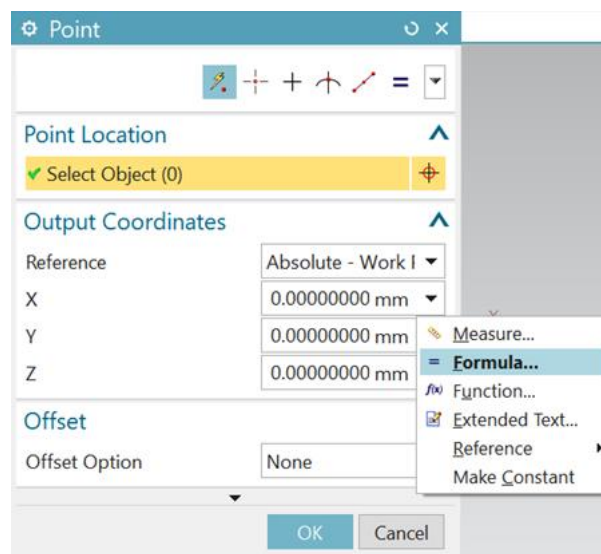 Point
Point Location
Select Object (0)
Output Coordinates
Reference Absolute - Work
X 0.00000000 mm
Y 0.00000000 mm
Z 0.00000000 mm
Measure...
= Formula...
f(x) Function...
Extended Text...
Reference
Make Constant
Offset
Offset Option None
OK Cancel